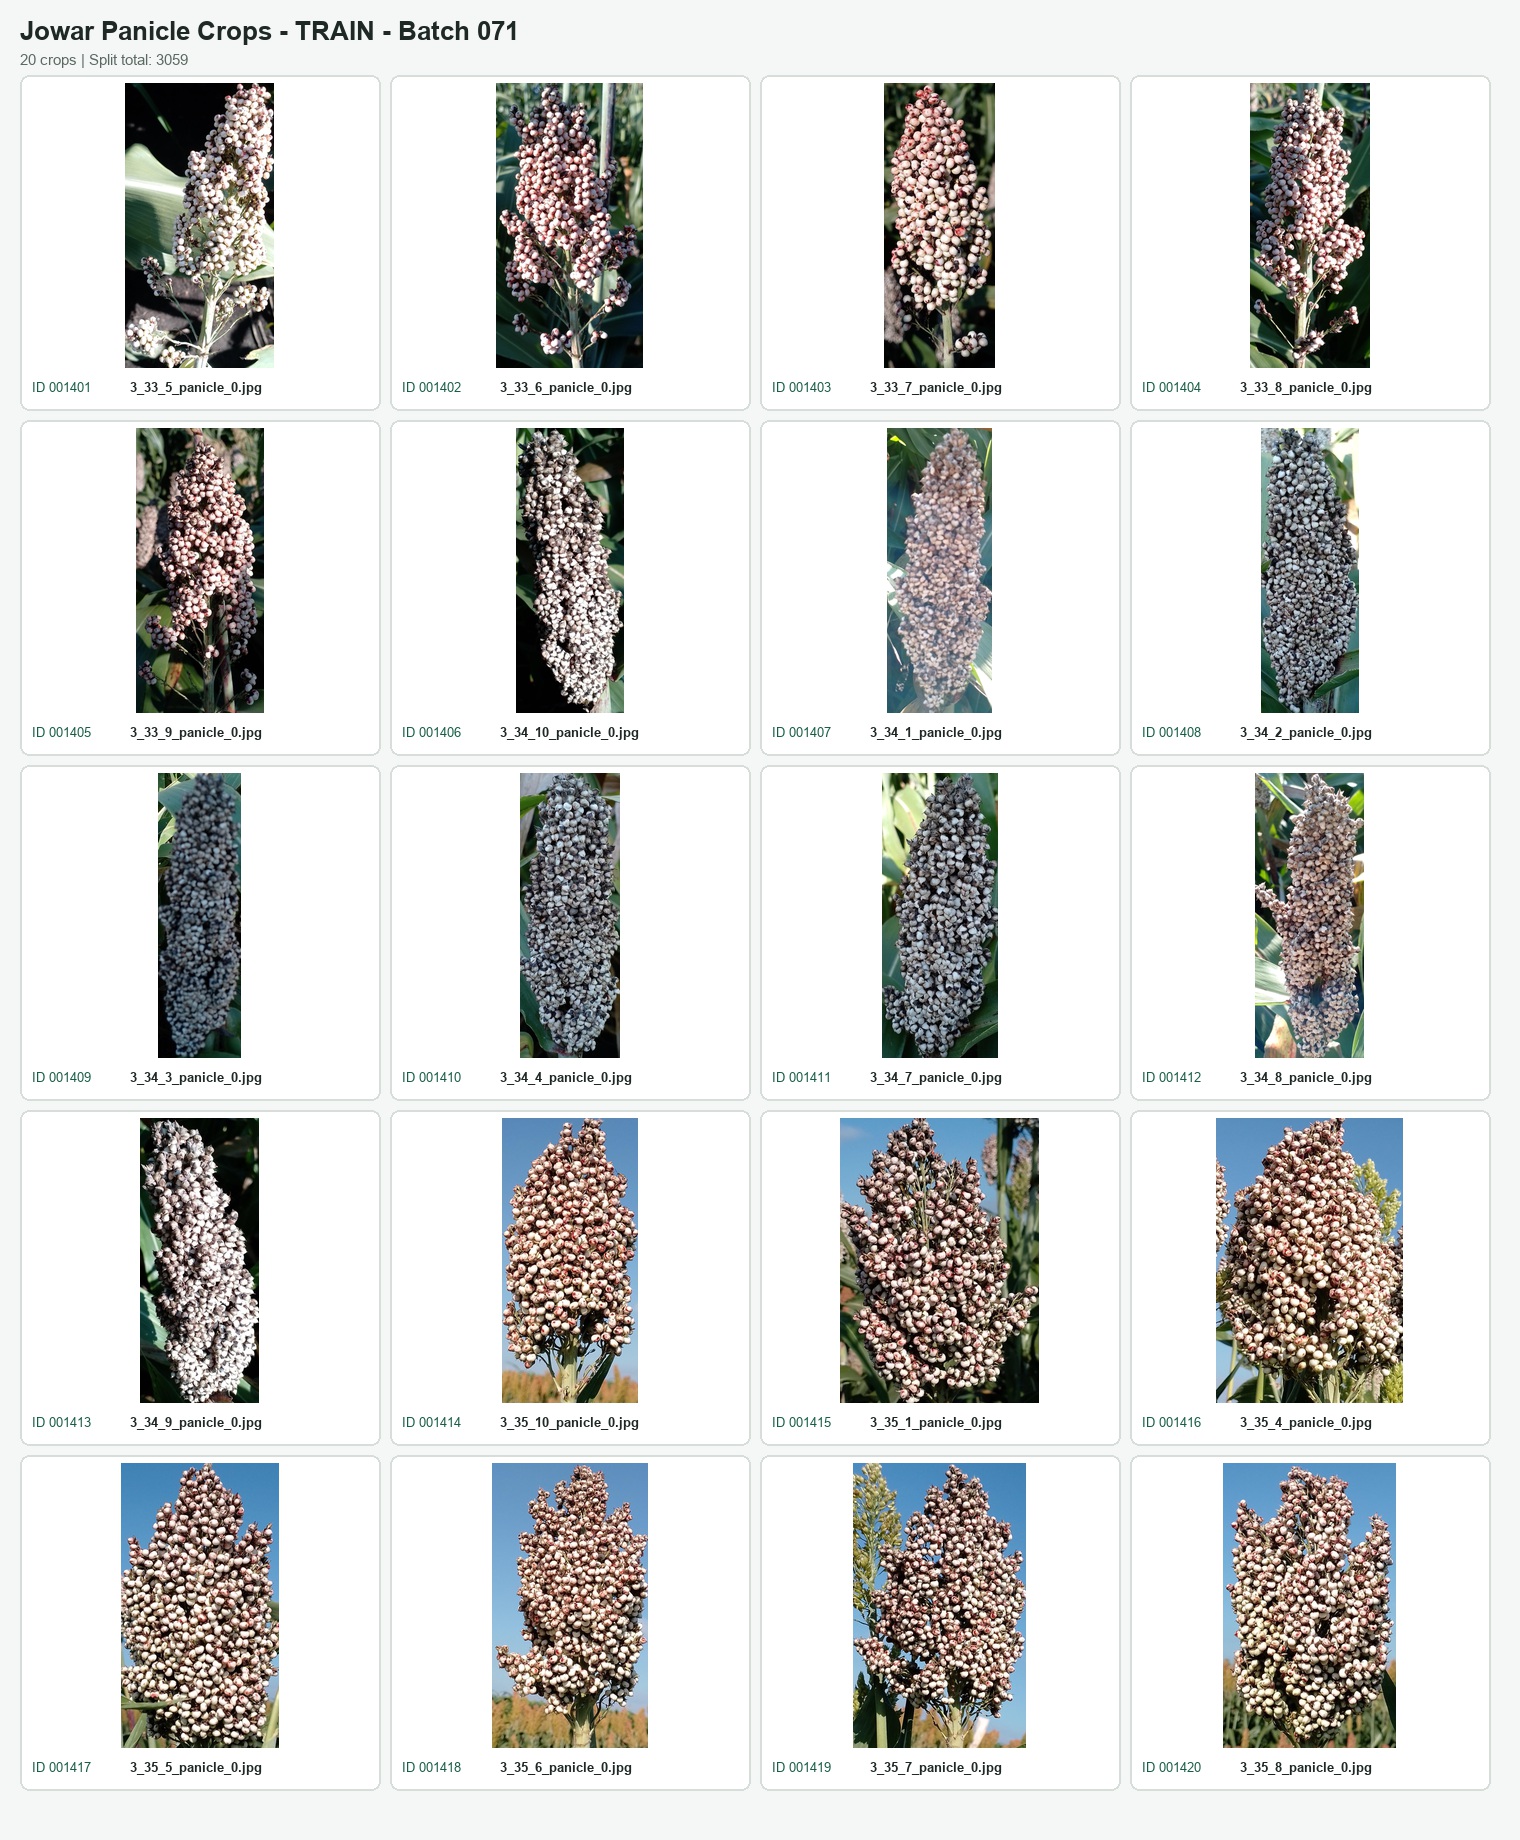 Jowar Panicle Crops - TRAIN - Batch 071
20 crops | Split total: 3059
ID 001401 3_33_5_panicle_0.jpg
ID 001402 3_33_6_panicle_0.jpg
ID 001403 3_33_7_panicle_0.jpg
ID 001404 3_33_8_panicle_0.jpg
ID 001405 3_33_9_panicle_0.jpg
ID 001406 3_34_10_panicle_0.jpg
ID 001407 3_34_1_panicle_0.jpg
ID 001408 3_34_2_panicle_0.jpg
ID 001409 3_34_3_panicle_0.jpg
ID 001410 3_34_4_panicle_0.jpg
ID 001411 3_34_7_panicle_0.jpg
ID 001412 3_34_8_panicle_0.jpg
ID 001413 3_34_9_panicle_0.jpg
ID 001414 3_35_10_panicle_0.jpg
ID 001415 3_35_1_panicle_0.jpg
ID 001416 3_35_4_panicle_0.jpg
ID 001417 3_35_5_panicle_0.jpg
ID 001418 3_35_6_panicle_0.jpg
ID 001419 3_35_7_panicle_0.jpg
ID 001420 3_35_8_panicle_0.jpg